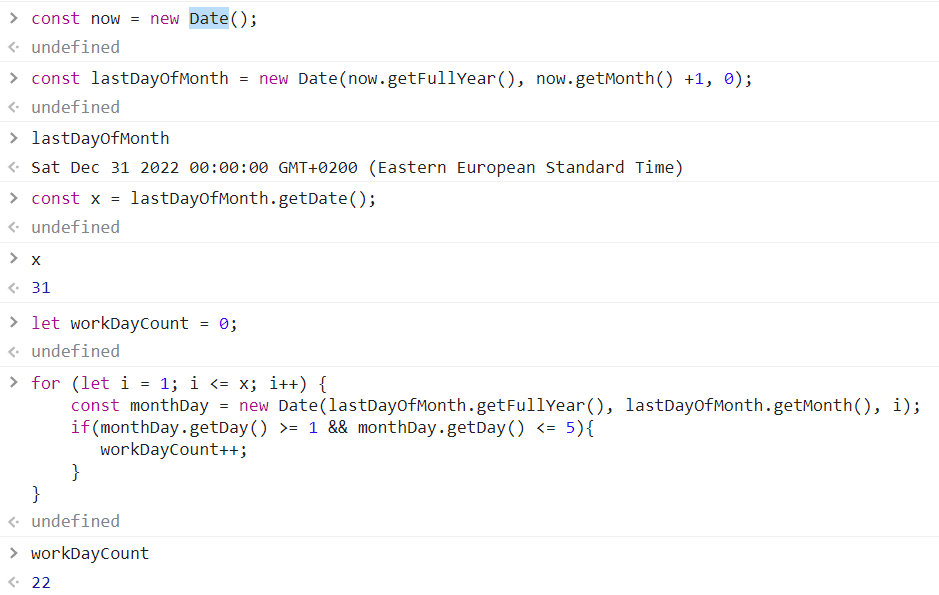 > const now = new Date();
<· undefined
> const lastDayOfMonth = new Date(now.getFullYear(), now.getMonth() +1, 0);
<· undefined
> lastDayOfMonth
<· Sat Dec 31 2022 00:00:00 GMT+0200 (Eastern European Standard Time)
> const x = lastDayOfMonth.getDate();
<· undefined
> x
<· 31
> let workDayCount = 0;
<· undefined
> for (let i = 1; i <= x; i++) {
    const monthDay = new Date(lastDayOfMonth.getFullYear(), lastDayOfMonth.getMonth(), i);
    if(monthDay.getDay() >= 1 && monthDay.getDay() <= 5){
       workDayCount++;
    }
}
<· undefined
> workDayCount
<· 22